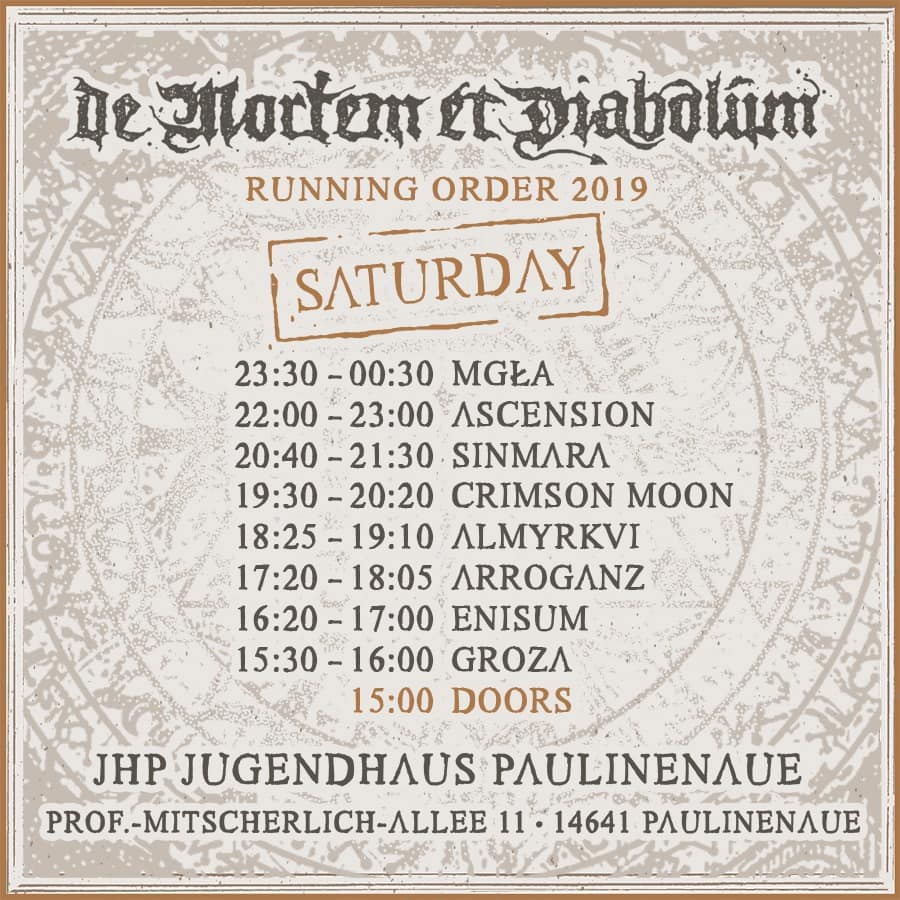 de Mortem et Diabolum
RUNNING ORDER 2019
SATURDAY
23:30 – 00:30 MGŁA
22:00 – 23:00 ASCENSION
20:40 – 21:30 SINMARA
19:30 – 20:20 CRIMSON MOON
18:25 – 19:10 ALMYRKVI
17:20 – 18:05 ARROGANZ
16:20 – 17:00 ENISUM
15:30 – 16:00 GROZA
15:00 DOORS
JHP JUGENDHAUS PAULINENAUE
PROF.-MITSCHERLICH-ALLEE 11 • 14641 PAULINENAUE